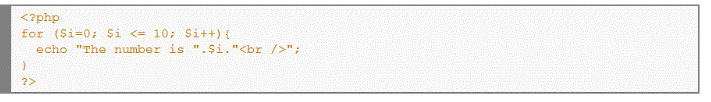 <?php
for ($i=0; $i <= 10; $i++){
echo "The number is ".$i."<br />";
}
?>